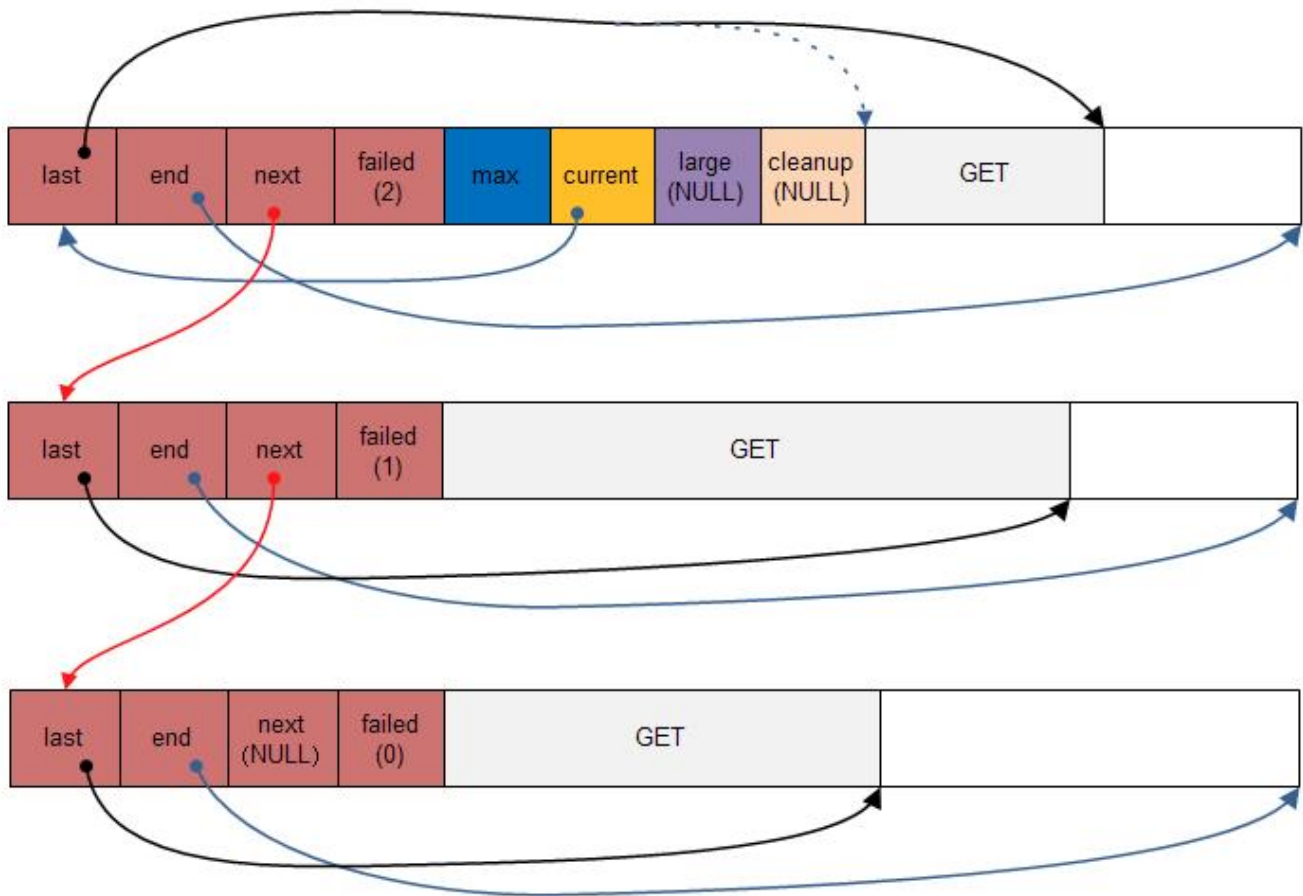 last
end
next
failed
(2)
max
current
large
(NULL)
cleanup
(NULL)
GET
last
end
next
failed
(1)
GET
last
end
next
(NULL)
failed
(0)
GET